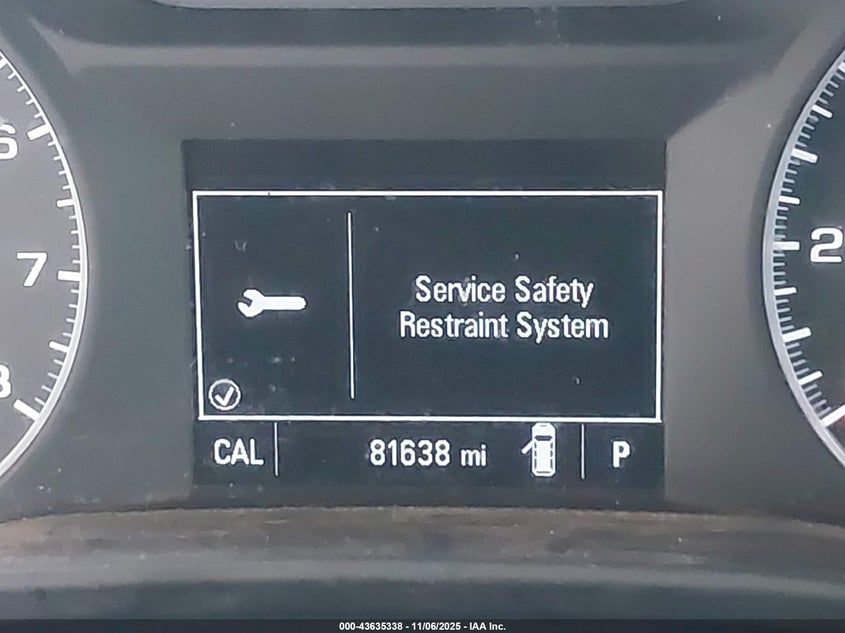 6
7
8
2
Service Safety
Restraint System
CAL
81638 mi
P
000-43635338 - 11/06/2025 - IAA Inc.